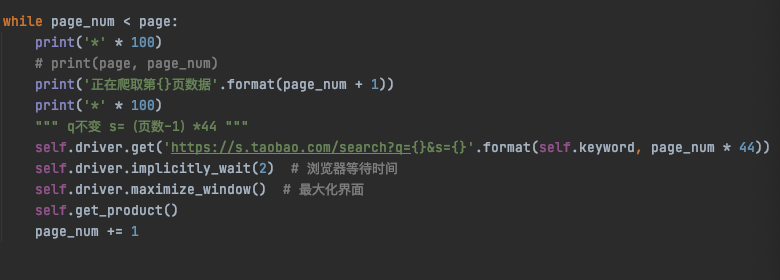 while page_num < page:
    print('*' * 100)
    # print(page, page_num)
    print('正在爬取第{}页数据'.format(page_num + 1))
    print('*' * 100)
    """ q不变 s= (页数-1) *44 """
    self.driver.get('https://s.taobao.com/search?q={}&s={}'.format(self.keyword, page_num * 44))
    self.driver.implicitly_wait(2)  # 浏览器等待时间
    self.driver.maximize_window()  # 最大化界面
    self.get_product()
    page_num += 1